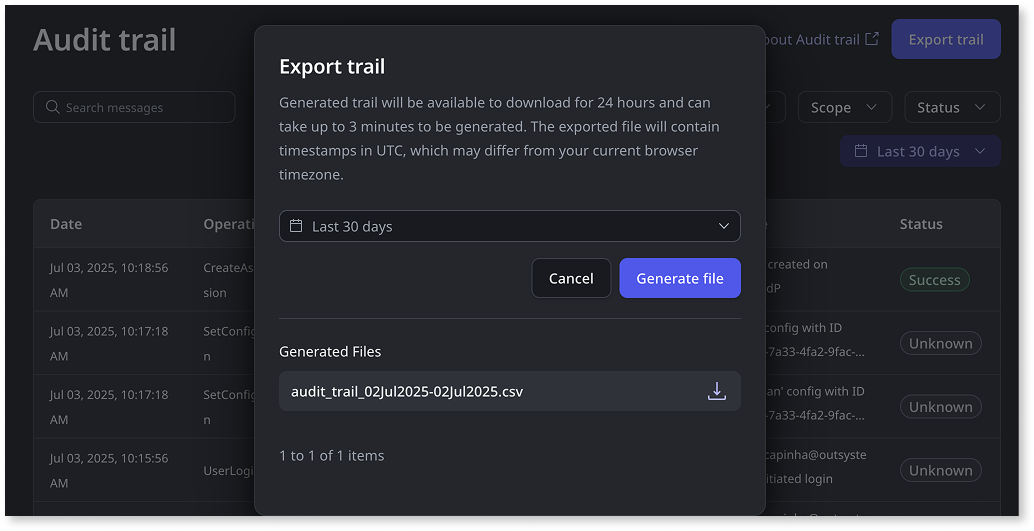 Audit trail
bout Audit trail
Export trail
Search messages
Scope
Status
Last 30 days
Date
Operati
Status
Jul 03, 2025, 10:18:56
AM
CreateAs
sion
created on
dP
Success
Jul 03, 2025, 10:17:18
AM
SetConfig
n
config with ID
-7a33-4fa2-9fac-...
Unknown
Jul 03, 2025, 10:17:18
AM
SetConfig
n
an' config with ID
-7a33-4fa2-9fac-...
Unknown
Jul 03, 2025, 10:15:56
AM
UserLogi
capinha@outsyste
itiated login
Unknown
Export trail
Generated trail will be available to download for 24 hours and can
take up to 3 minutes to be generated. The exported file will contain
timestamps in UTC, which may differ from your current browser
timezone.
Last 30 days
Cancel
Generate file
Generated Files
audit_trail_02Jul2025-02Jul2025.csv
1 to 1 of 1 items